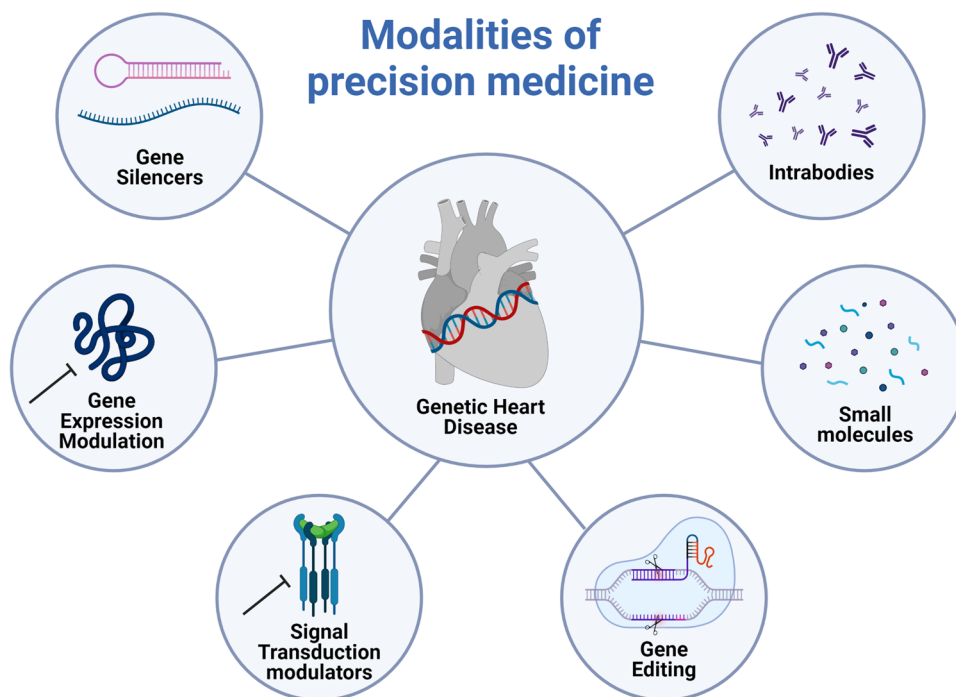 Modalities of
precision medicine
Gene
Silencers
Intrabodies
Gene
Expression
Modulation
Genetic Heart
Disease
Small
molecules
Signal
Transduction
modulators
Gene
Editing